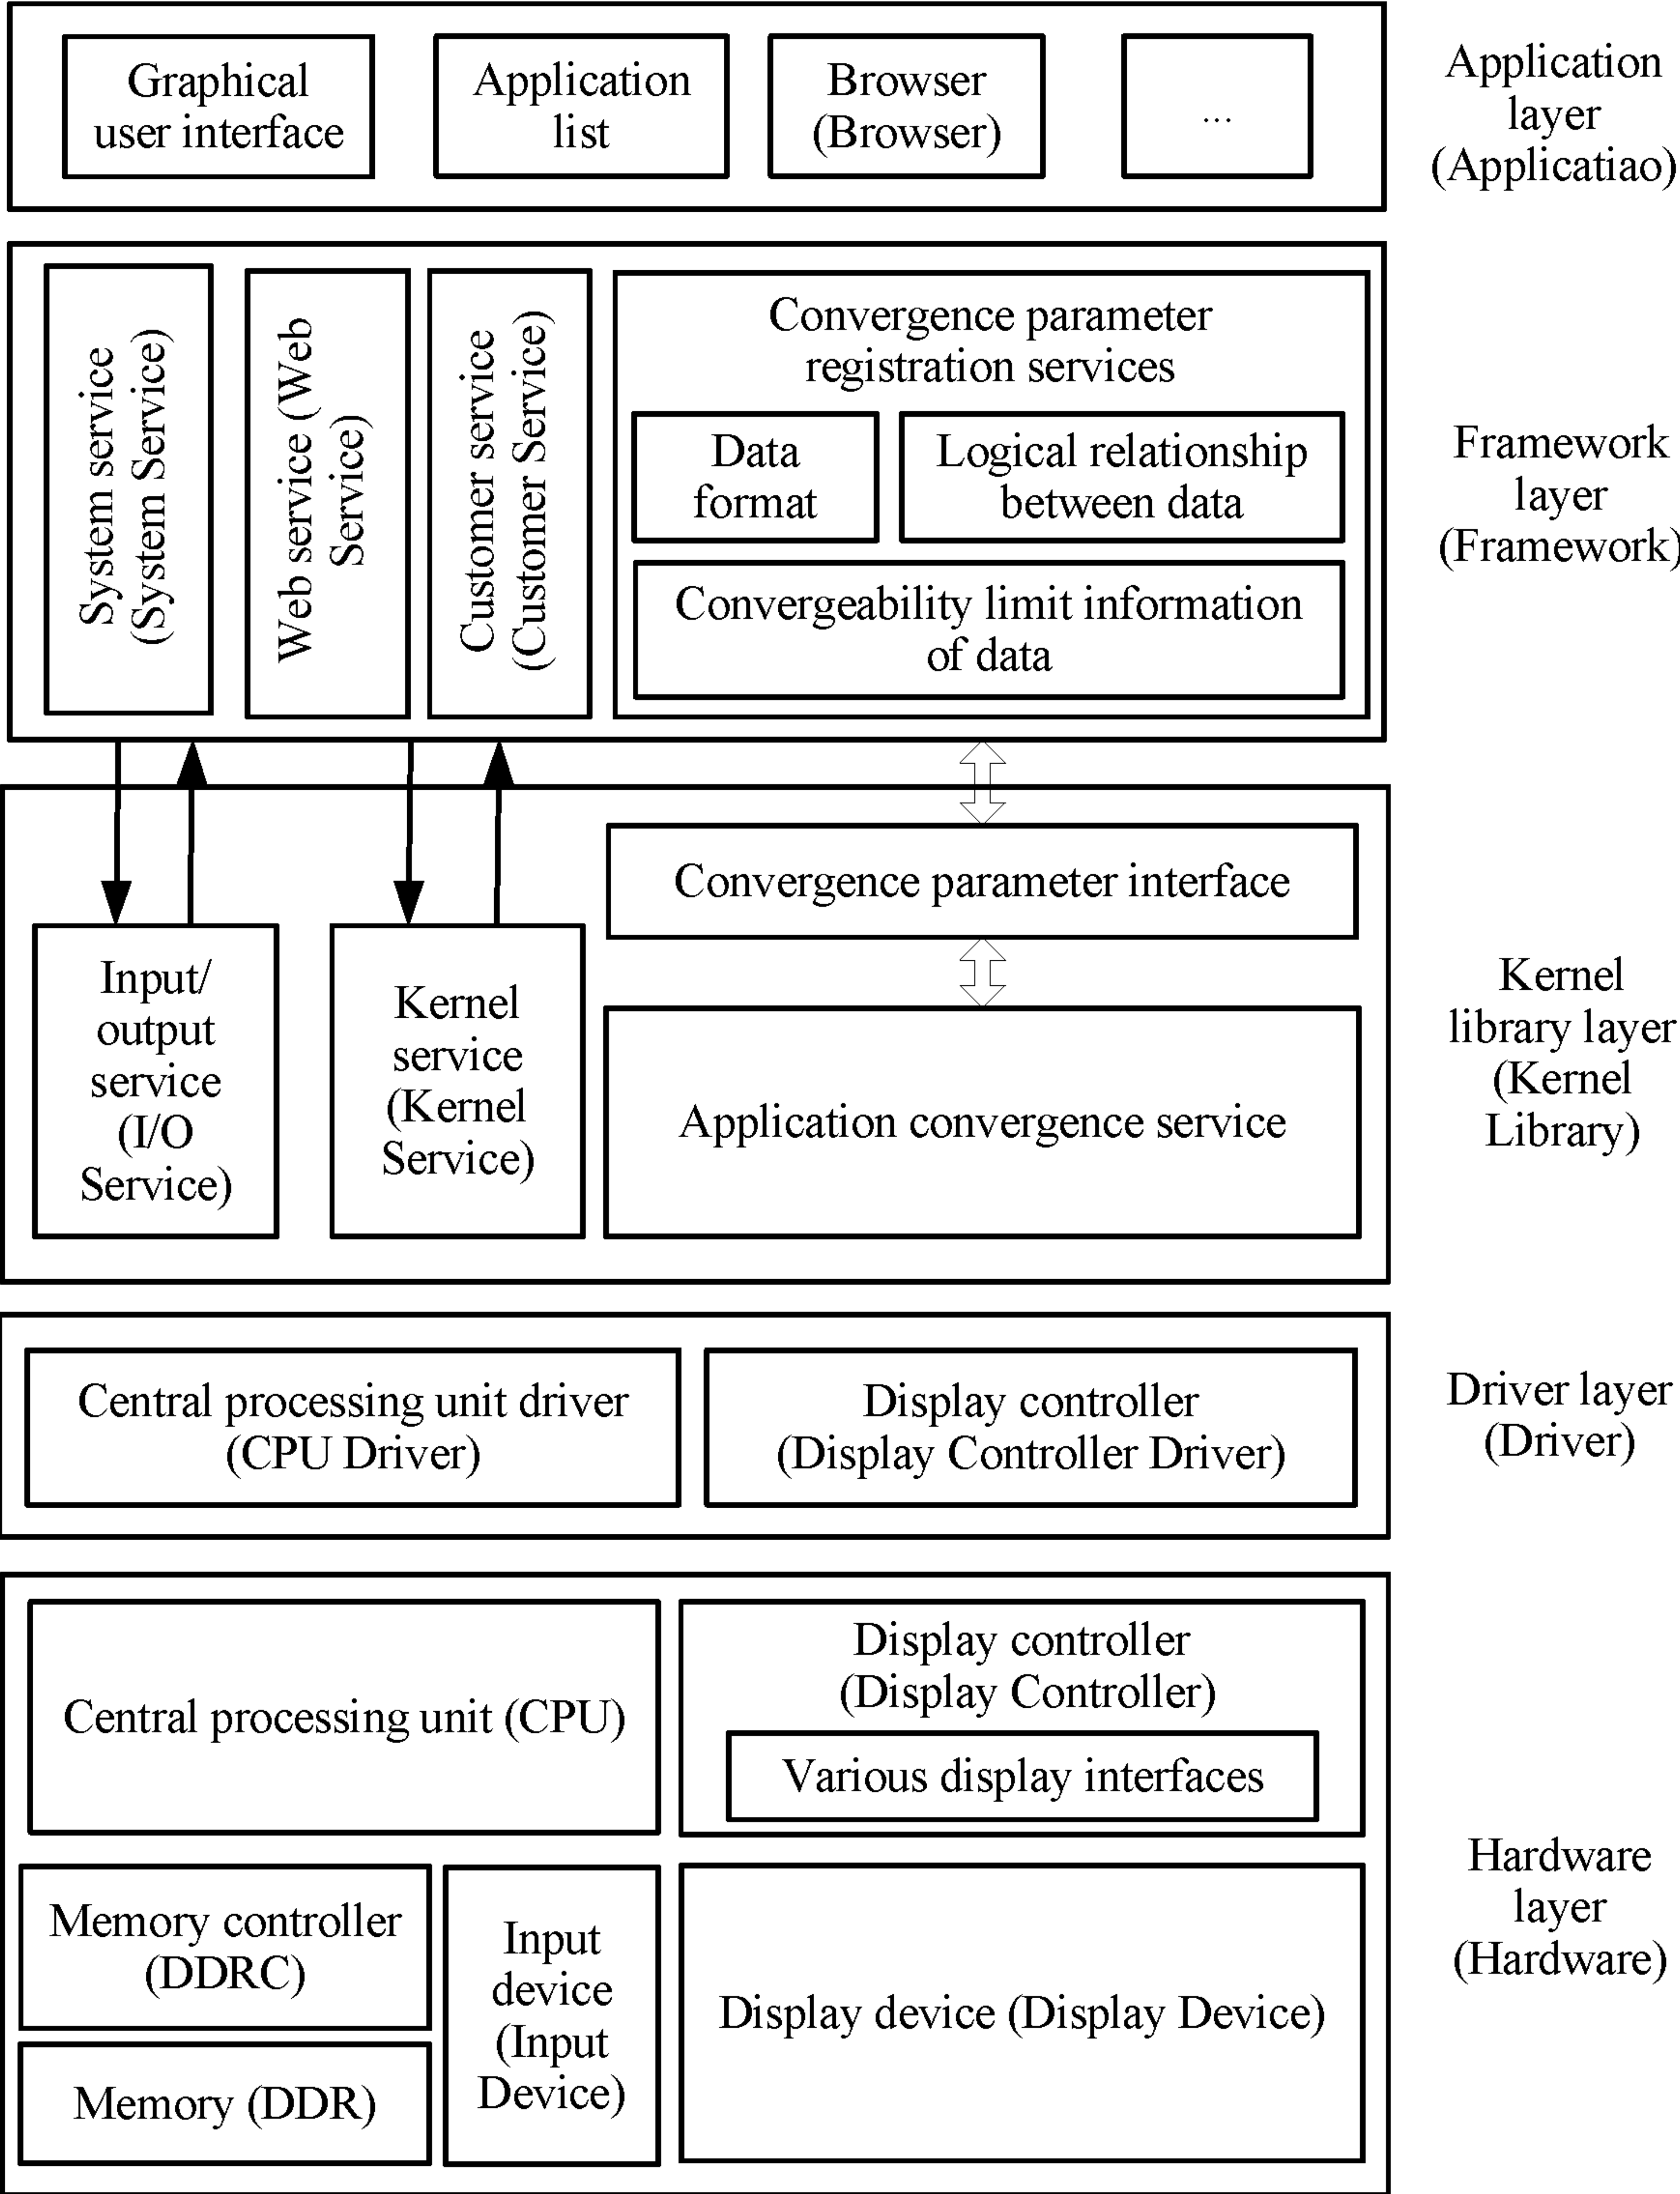 Graphical
user interface
Application
list
Browser
(Browser)
...
Application
layer
(Applicatiao)
System service
(System Service)
Web service (Web
Service)
Customer service
(Customer Service)
Convergence parameter
registration services
Data
format
Logical relationship
between data
Convergeability limit information
of data
Framework
layer
(Framework)
Convergence parameter interface
Input/
output
service
(I/O
Service)
Kernel
service
(Kernel
Service)
Application convergence service
Kernel
library layer
(Kernel
Library)
Central processing unit driver
(CPU Driver)
Display controller
(Display Controller Driver)
Driver layer
(Driver)
Central processing unit (CPU)
Display controller
(Display Controller)
Various display interfaces
Memory controller
(DDRC)
Memory (DDR)
Input
device
(Input
Device)
Display device (Display Device)
Hardware
layer
(Hardware)